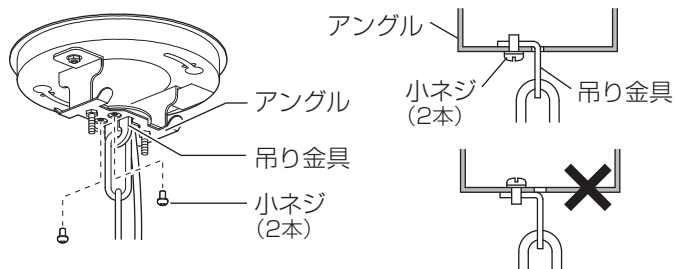 アングル
吊り金具
小ネジ
(2本)
アングル
小ネジ
(2本)
吊り金具